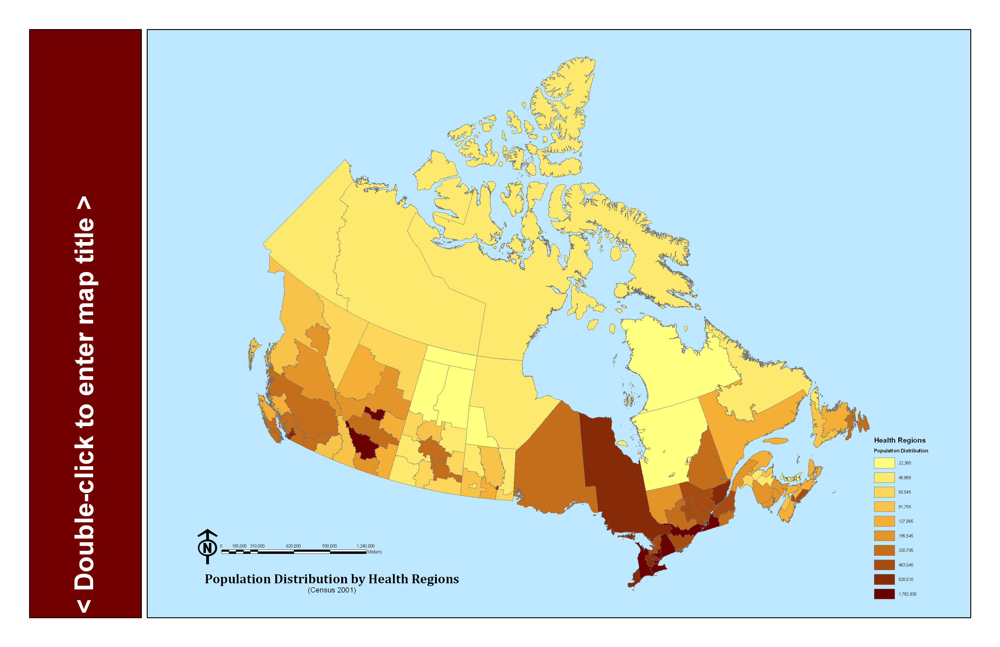 < Double-click to enter map title >
N
0 155,000 310,000 620,000 930,000 1,240,000
Meters
Population Distribution by Health Regions
(Census 2001)
Health Regions
Population Distribution
22,380
46,885
65,545
81,755
127,965
195,545
320,705
463,045
628,510
1,782,835